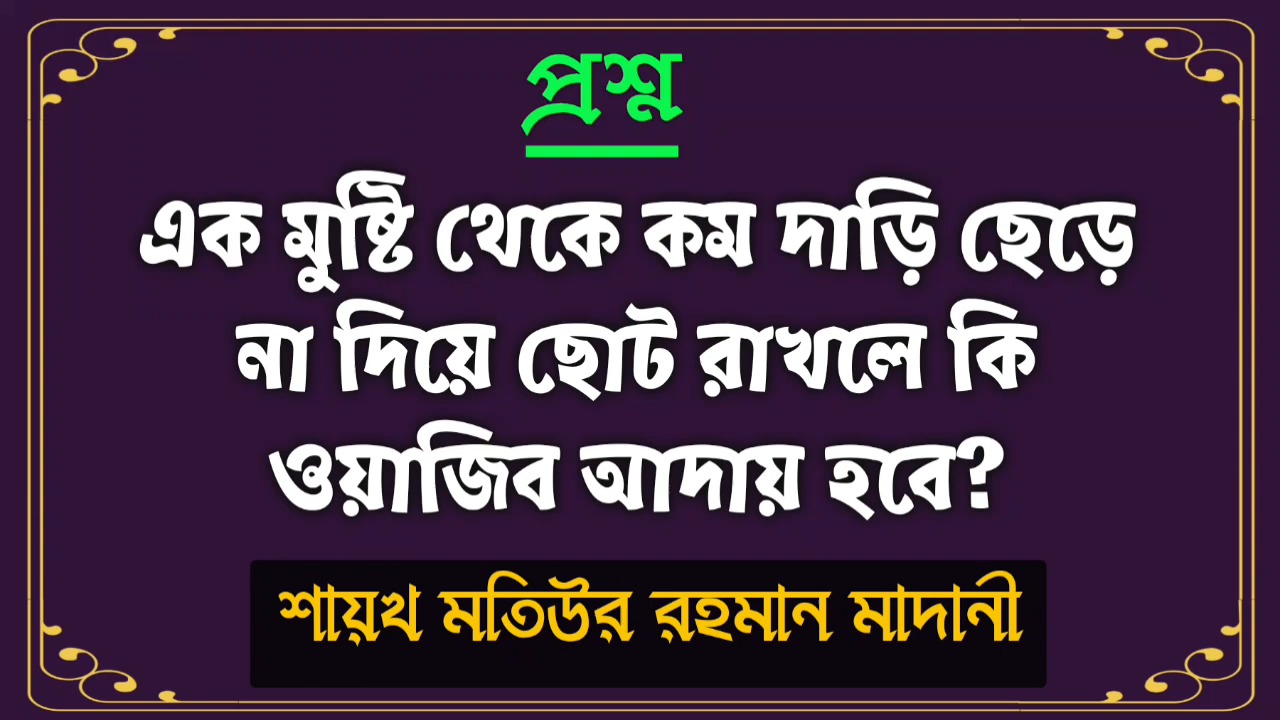 প্রশ্ন
এক মুষ্টি থেকে কম দাড়ি ছেড়ে
না দিয়ে ছোট রাখলে কি
ওয়াজিব আদায় হবে?
শায়খ মতিউর রহমান মাদানী